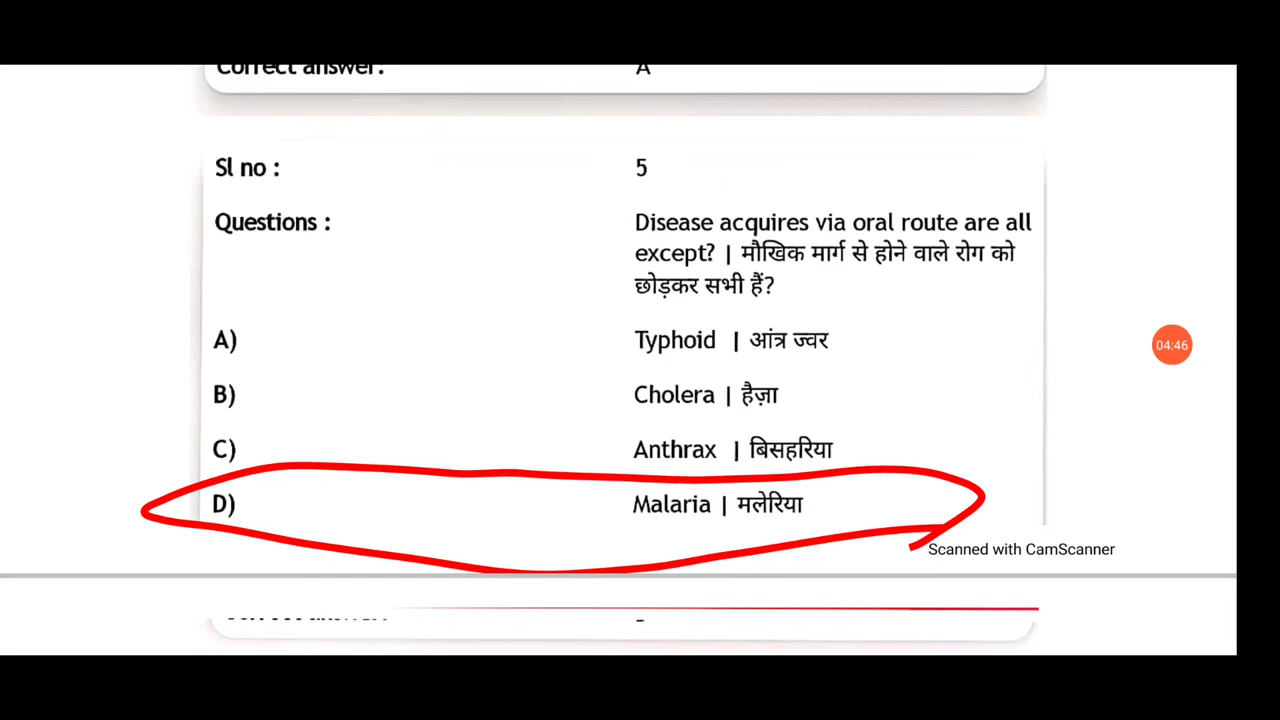 Correct answer: A
Sl no : 5
Questions : Disease acquires via oral route are all
except? | मौखिक मार्ग से होने वाले रोग को
छोड़कर सभी हैं?
A) Typhoid | आंत्र ज्वर
B) Cholera | हैज़ा
C) Anthrax | बिसहरिया
D) Malaria | मलेरिया
04:46
Scanned with CamScanner